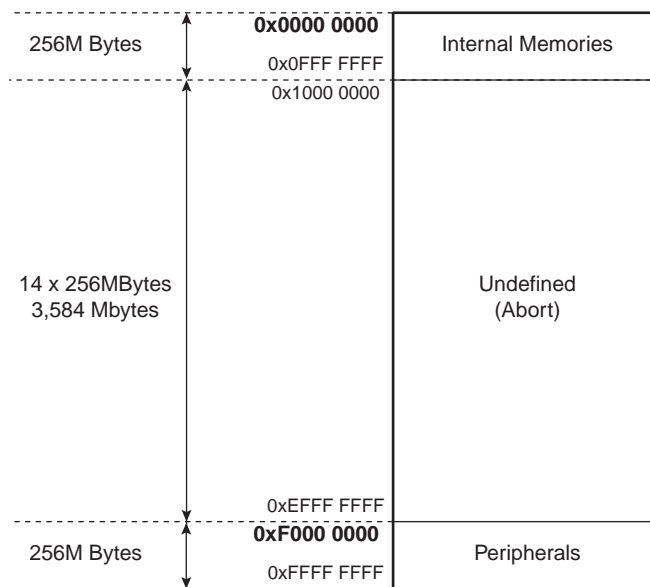 256M Bytes
0x0000 0000
0x0FFF FFFF
Internal Memories
0x1000 0000
14 x 256MBytes
3,584 Mbytes
Undefined
(Abort)
0xEFFF FFFF
256M Bytes
0xF000 0000
0xFFFF FFFF
Peripherals